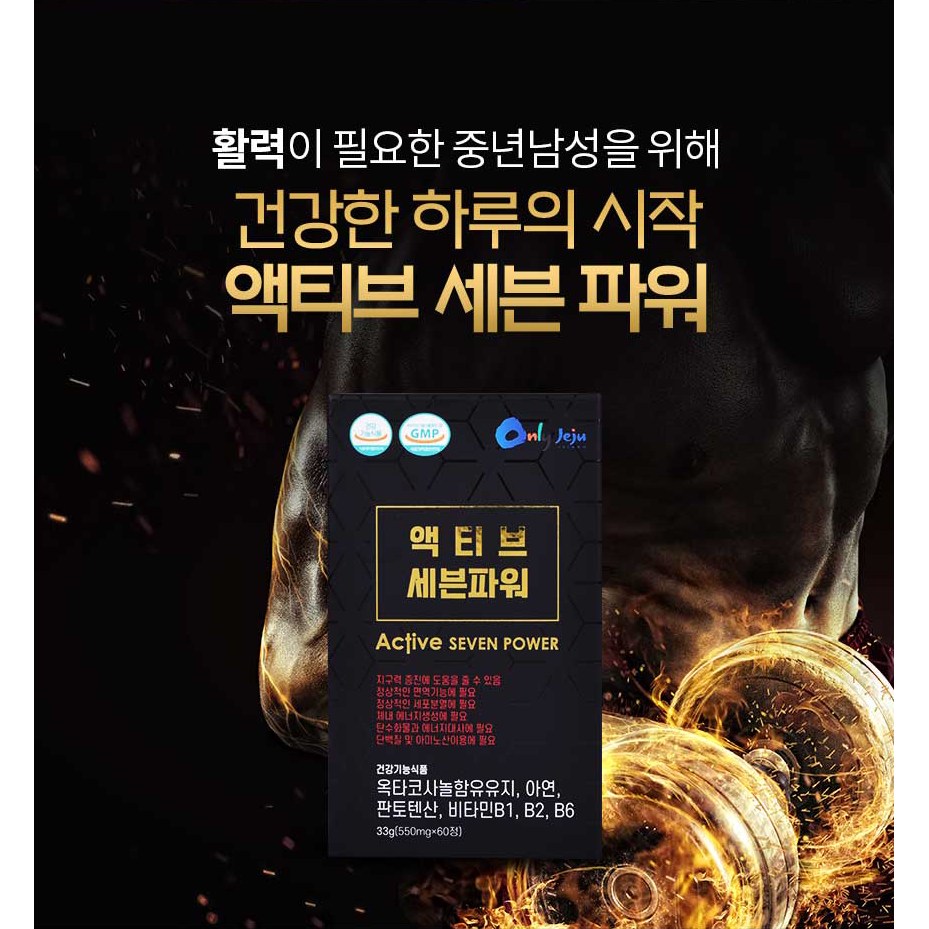 활력이 필요한 중년남성을 위해
건강한 하루의 시작
액티브 세븐 파워
건강
기능식품
GMP
Only Jeju
액티브
세븐파워
Active SEVEN POWER
지구력 증진에 도움을 줄 수 있음
정상적인 면역기능에 필요
정상적인 세포분열에 필요
체내 에너지생성에 필요
탄수화물과 에너지대사에 필요
단백질 및 아미노산이용에 필요
건강기능식품
옥타코사놀함유유지, 아연,
판토텐산, 비타민B1, B2, B6
33g(550mg×60정)